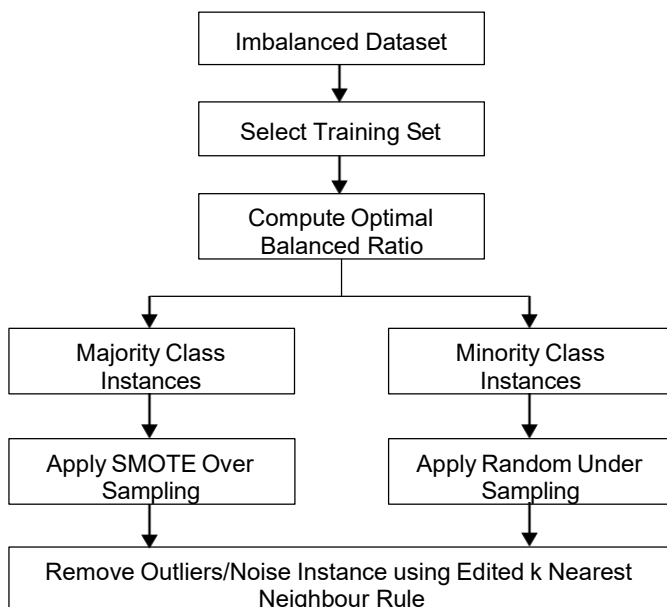 Imbalanced Dataset
Select Training Set
Compute Optimal
Balanced Ratio
Majority Class
Instances
Minority Class
Instances
Apply SMOTE Over
Sampling
Apply Random Under
Sampling
Remove Outliers/Noise Instance using Edited k Nearest
Neighbour Rule